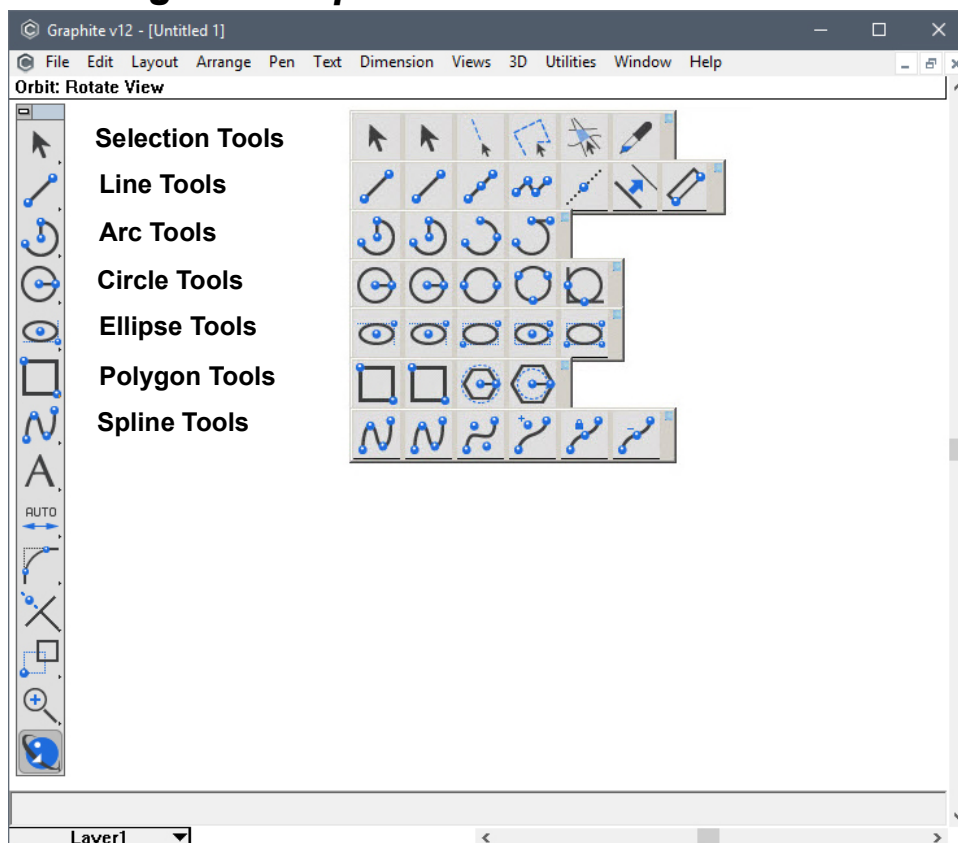 Graphite v12 - [Untitled 1]
File Edit Layout Arrange Pen Text Dimension Views 3D Utilities Window Help
Orbit: Rotate View
Selection Tools
Line Tools
Arc Tools
Circle Tools
Ellipse Tools
Polygon Tools
Spline Tools
A
AUTO
Layer1